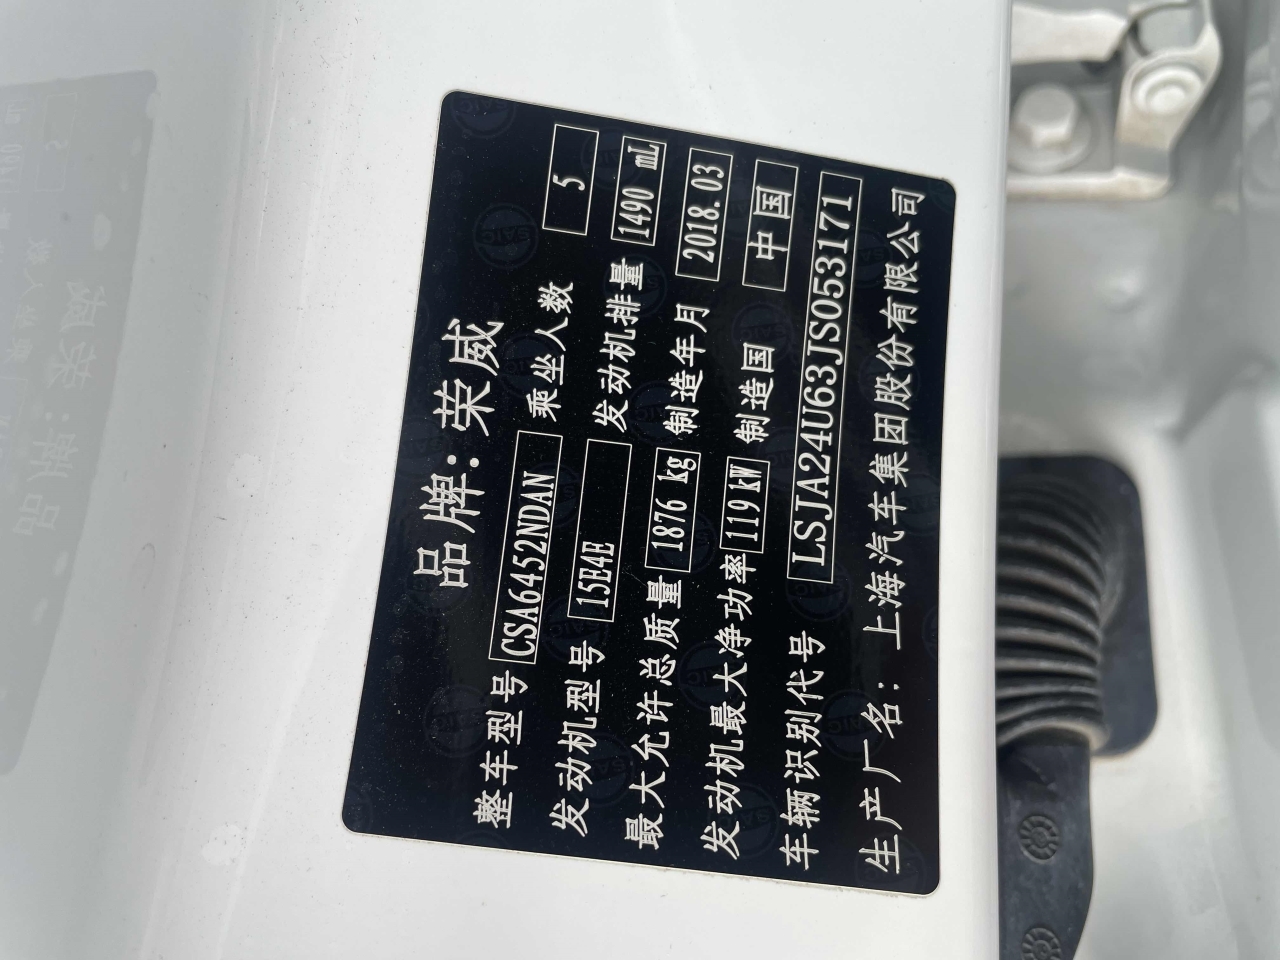 品牌：荣威
整车型号 CSA6452NDAN 乘坐人数 5
发动机型号 15E4E 发动机排量 1490 mL
最大允许总质量 1876 kg 制造年月 2018.03
发动机最大净功率 119 kW 制造国 中国
车辆识别代号 LSJA24U63JS053171
生产厂名：上海汽车集团股份有限公司